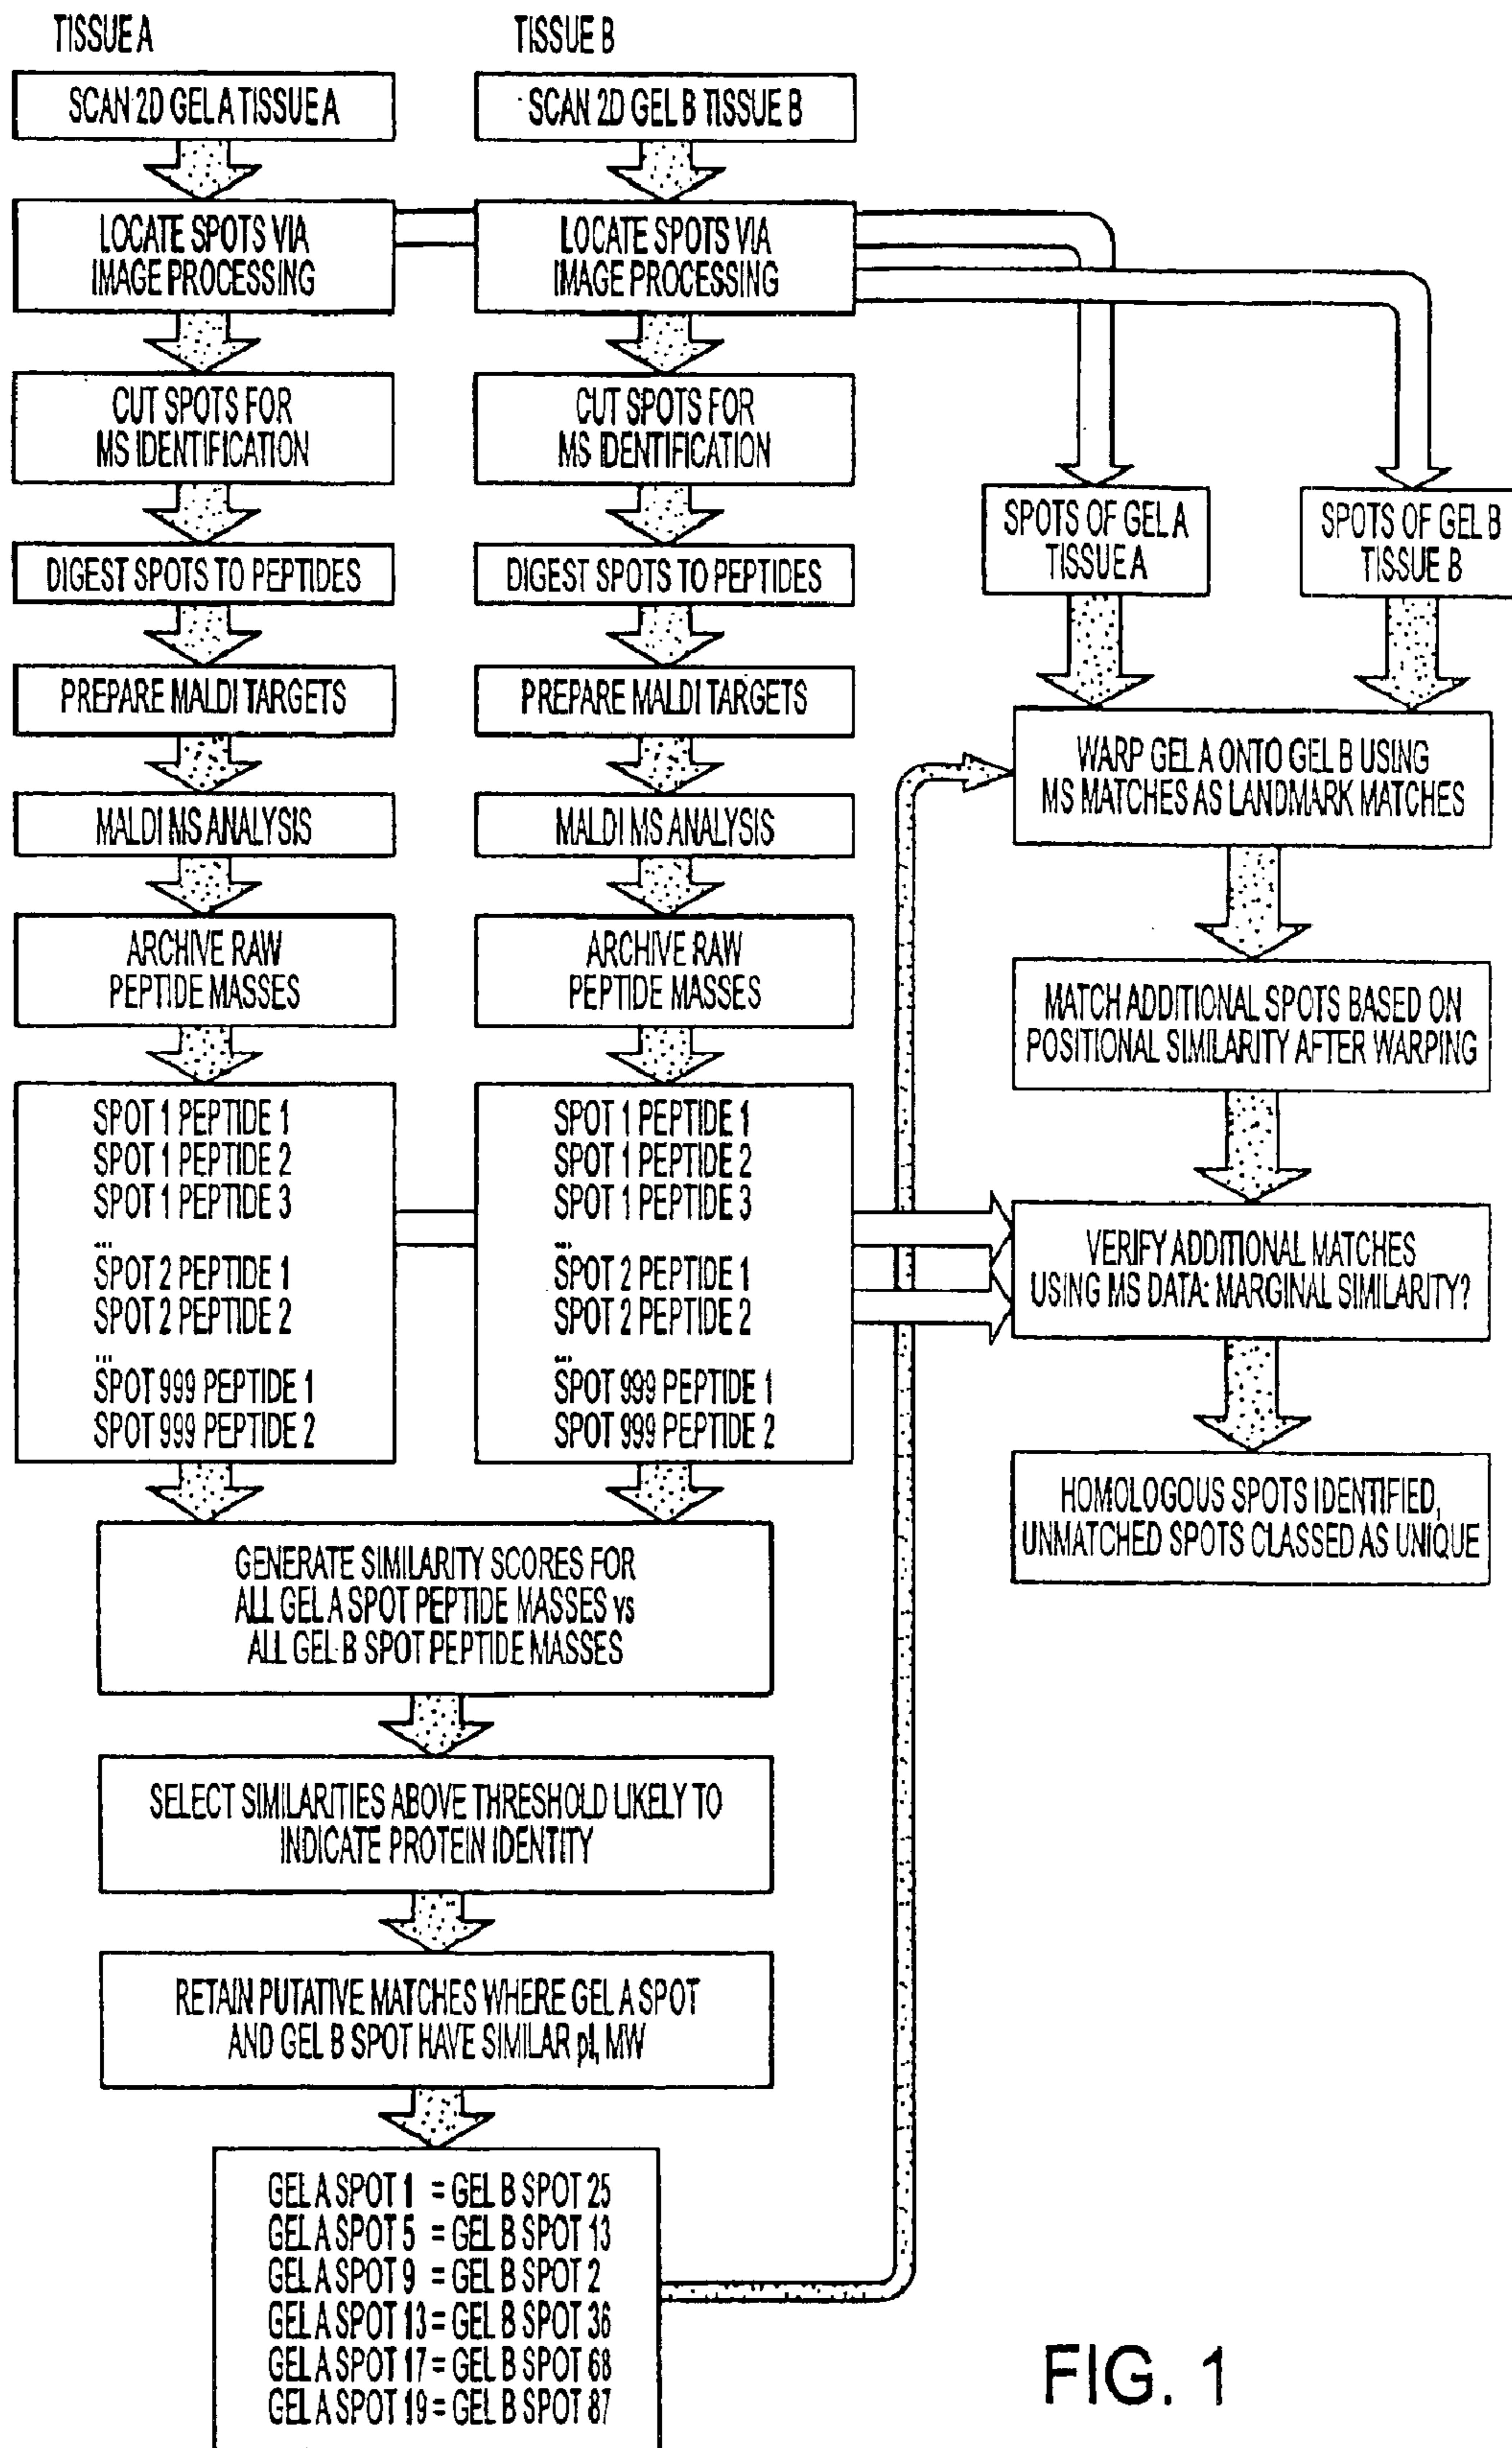 TISSUE A
SCAN 2D GEL A TISSUE A
LOCATE SPOTS VIA
IMAGE PROCESSING
CUT SPOTS FOR
MS IDENTIFICATION
DIGEST SPOTS TO PEPTIDES
PREPARE MALDI TARGETS
MALDI MS ANALYSIS
ARCHIVE RAW
PEPTIDE MASSES
SPOT 1 PEPTIDE 1
SPOT 1 PEPTIDE 2
SPOT 1 PEPTIDE 3
...
SPOT 2 PEPTIDE 1
SPOT 2 PEPTIDE 2
...
SPOT 999 PEPTIDE 1
SPOT 999 PEPTIDE 2
TISSUE B
SCAN 2D GEL B TISSUE B
LOCATE SPOTS VIA
IMAGE PROCESSING
CUT SPOTS FOR
MS IDENTIFICATION
DIGEST SPOTS TO PEPTIDES
PREPARE MALDI TARGETS
MALDI MS ANALYSIS
ARCHIVE RAW
PEPTIDE MASSES
SPOT 1 PEPTIDE 1
SPOT 1 PEPTIDE 2
SPOT 1 PEPTIDE 3
...
SPOT 2 PEPTIDE 1
SPOT 2 PEPTIDE 2
...
SPOT 999 PEPTIDE 1
SPOT 999 PEPTIDE 2
GENERATE SIMILARITY SCORES FOR
ALL GEL A SPOT PEPTIDE MASSES vs
ALL GEL B SPOT PEPTIDE MASSES
SELECT SIMILARITIES ABOVE THRESHOLD LIKELY TO
INDICATE PROTEIN IDENTITY
RETAIN PUTATIVE MATCHES WHERE GEL A SPOT
AND GEL B SPOT HAVE SIMILAR pI, MW
GEL A SPOT 1 = GEL B SPOT 25
GEL A SPOT 5 = GEL B SPOT 13
GEL A SPOT 9 = GEL B SPOT 2
GEL A SPOT 13 = GEL B SPOT 36
GEL A SPOT 17 = GEL B SPOT 68
GEL A SPOT 19 = GEL B SPOT 87
SPOTS OF GEL A
TISSUE A
SPOTS OF GEL B
TISSUE B
WARP GEL A ONTO GEL B USING
MS MATCHES AS LANDMARK MATCHES
MATCH ADDITIONAL SPOTS BASED ON
POSITIONAL SIMILARITY AFTER WARPING
VERIFY ADDITIONAL MATCHES
USING MS DATA: MARGINAL SIMILARITY?
HOMOLOGOUS SPOTS IDENTIFIED,
UNMATCHED SPOTS CLASSED AS UNIQUE
FIG. 1